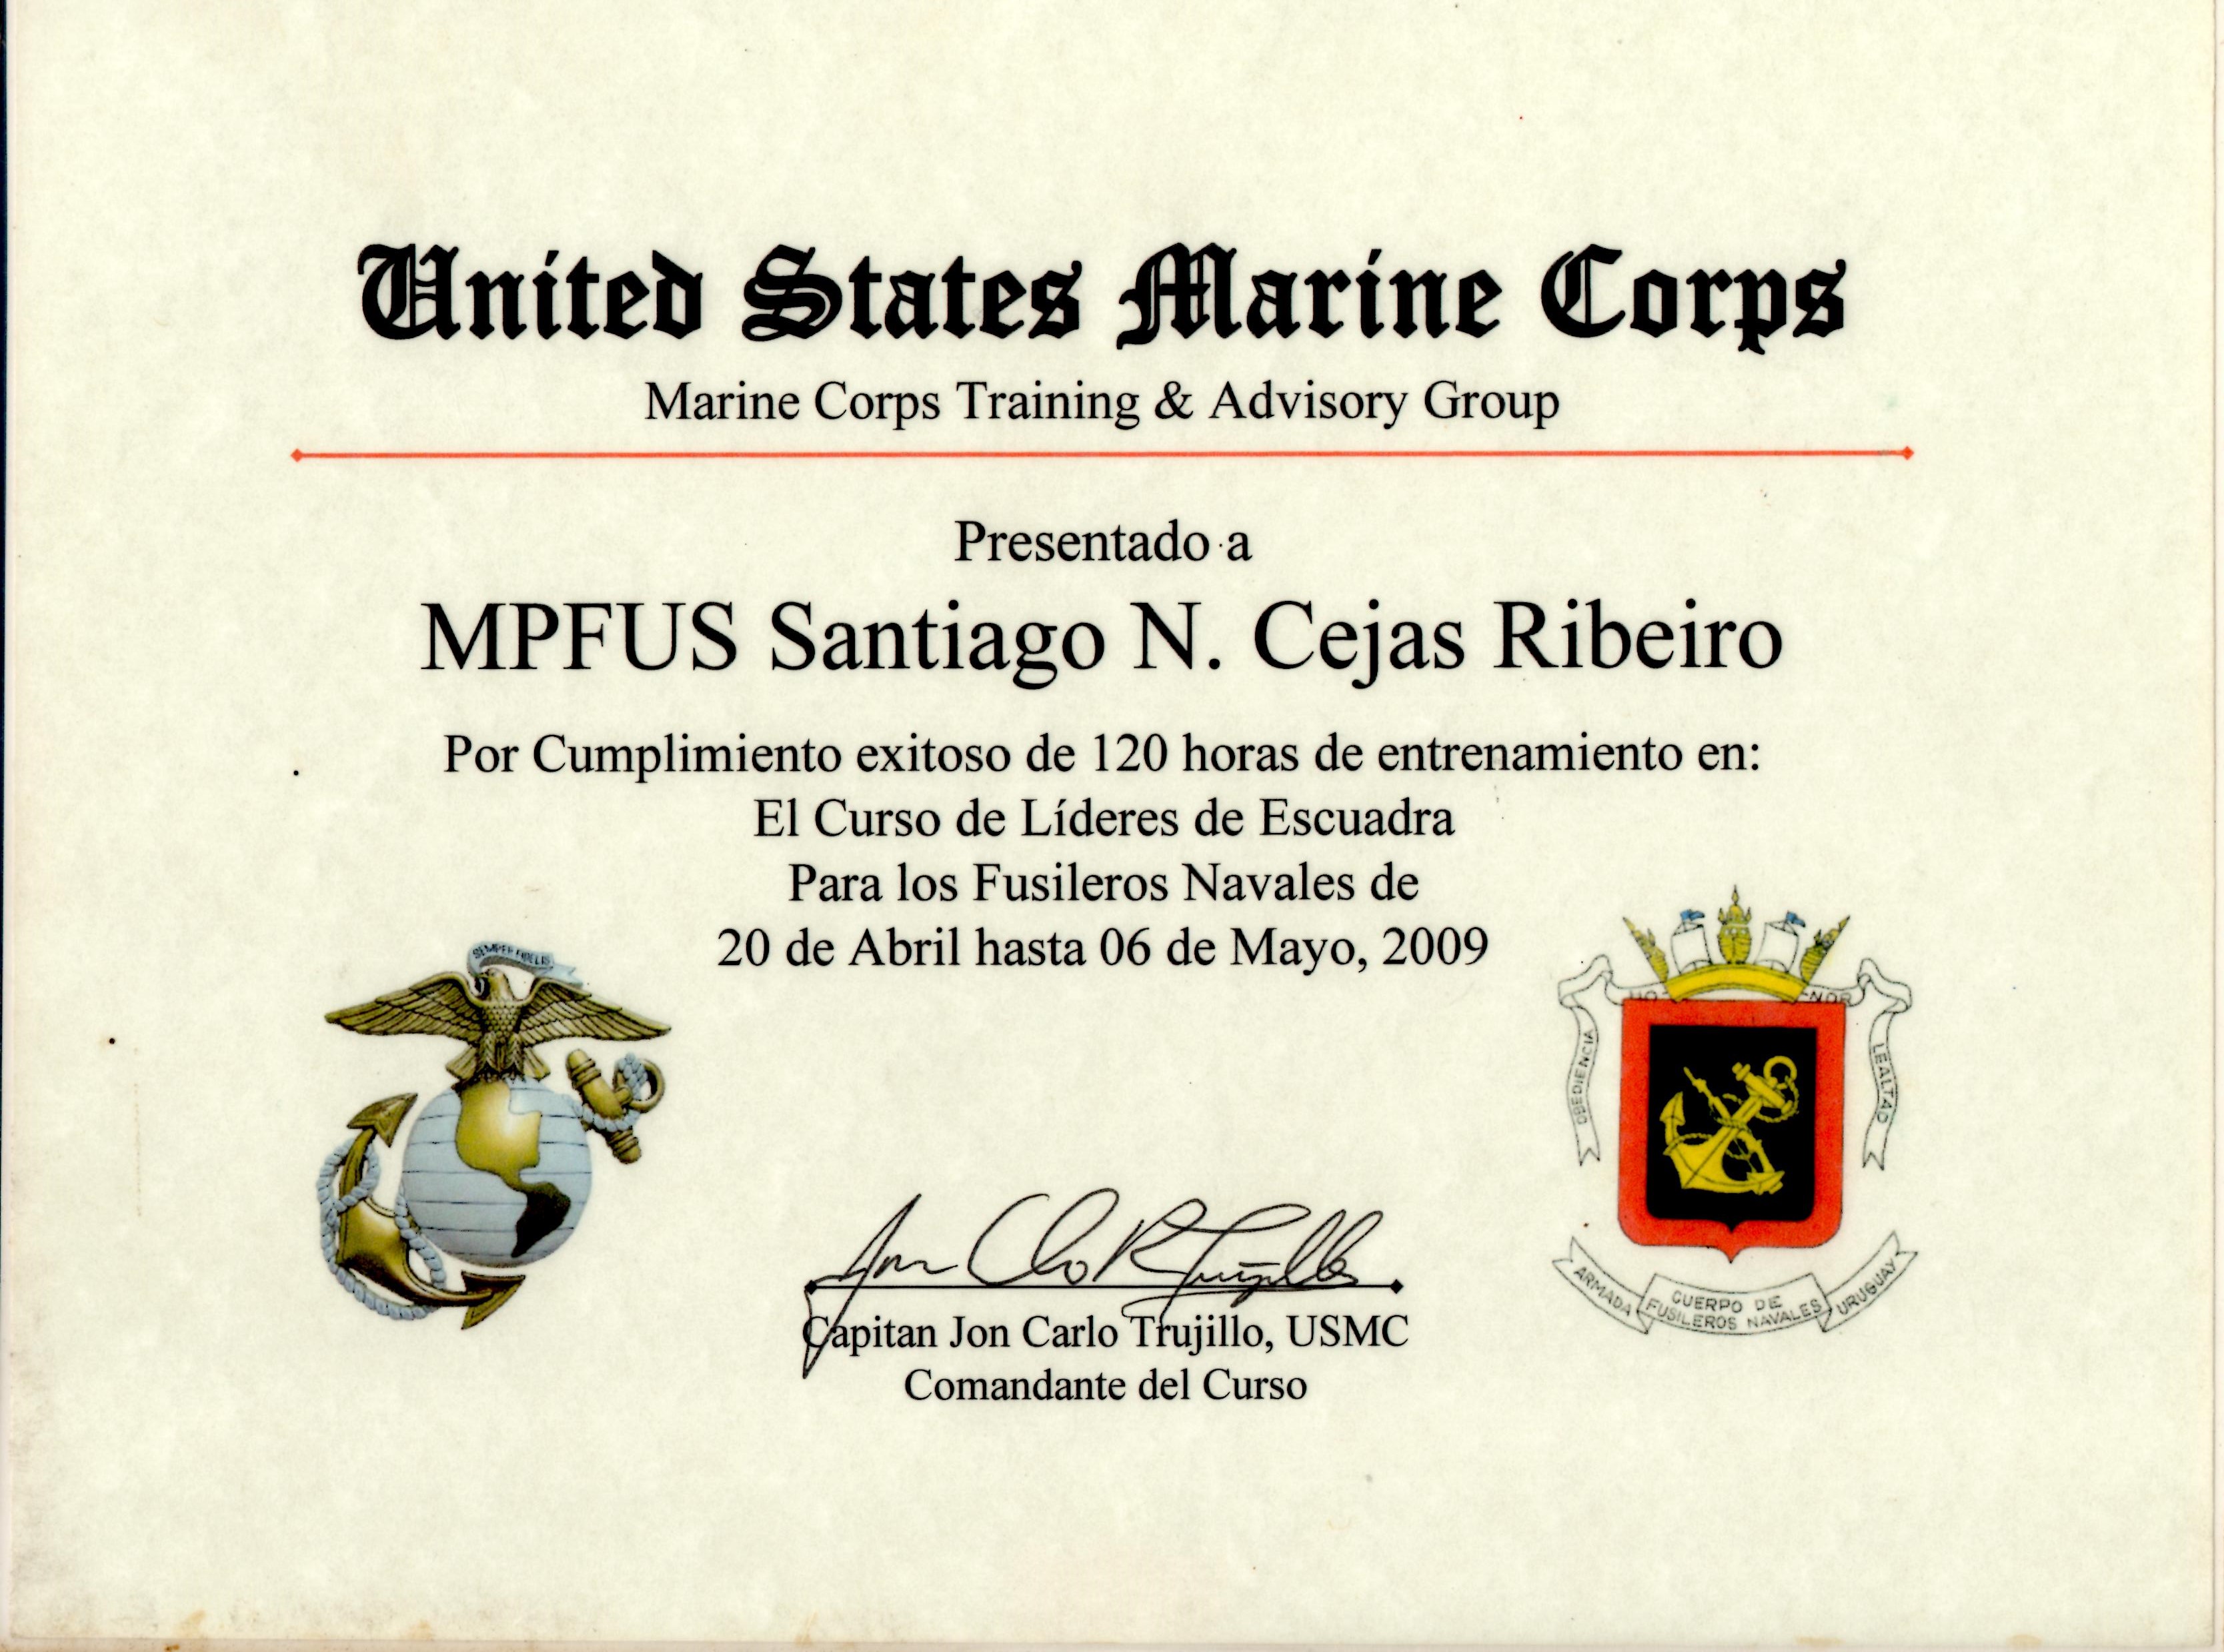 United States Marine Corps
Marine Corps Training & Advisory Group
Presentado a
MPFUS Santiago N. Cejas Ribeiro
Por Cumplimiento exitoso de 120 horas de entrenamiento en:
El Curso de Líderes de Escuadra
Para los Fusileros Navales de
20 de Abril hasta 06 de Mayo, 2009
SEMPER FIDELIS
HO NOR
OBEDIENCIA
LEALTAD
ARMADA CUERPO DE FUSILEROS NAVALES URUGUAY
Jon Carlo R Trujillo
Capitan Jon Carlo Trujillo, USMC
Comandante del Curso